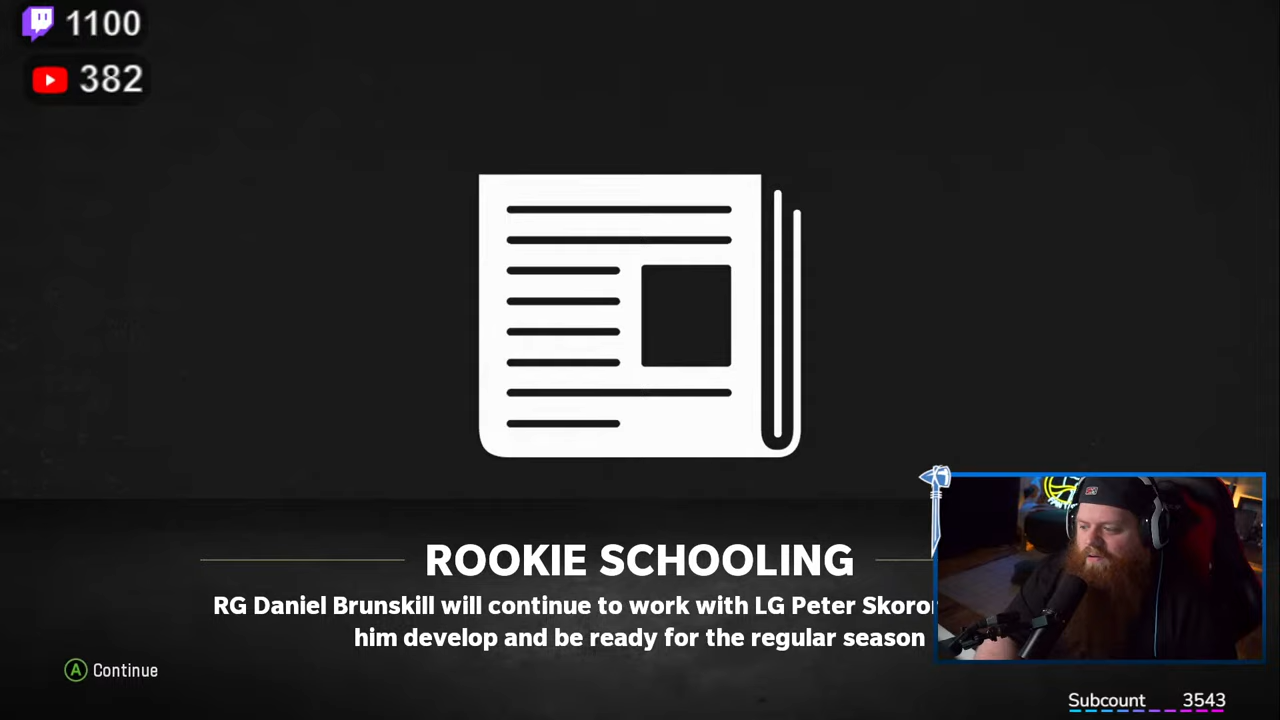 1100
382
ROOKIE SCHOOLING
RG Daniel Brunskill will continue to work with LG Peter
him develop and be ready for the regular season
A Continue
Subcount 3543